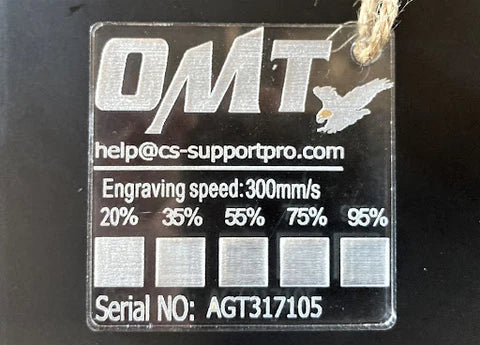 OMT
help@cs-supportpro.com
Engraving speed:300mm/s
20% 35% 55% 75% 95%
Serial NO: AGT317105